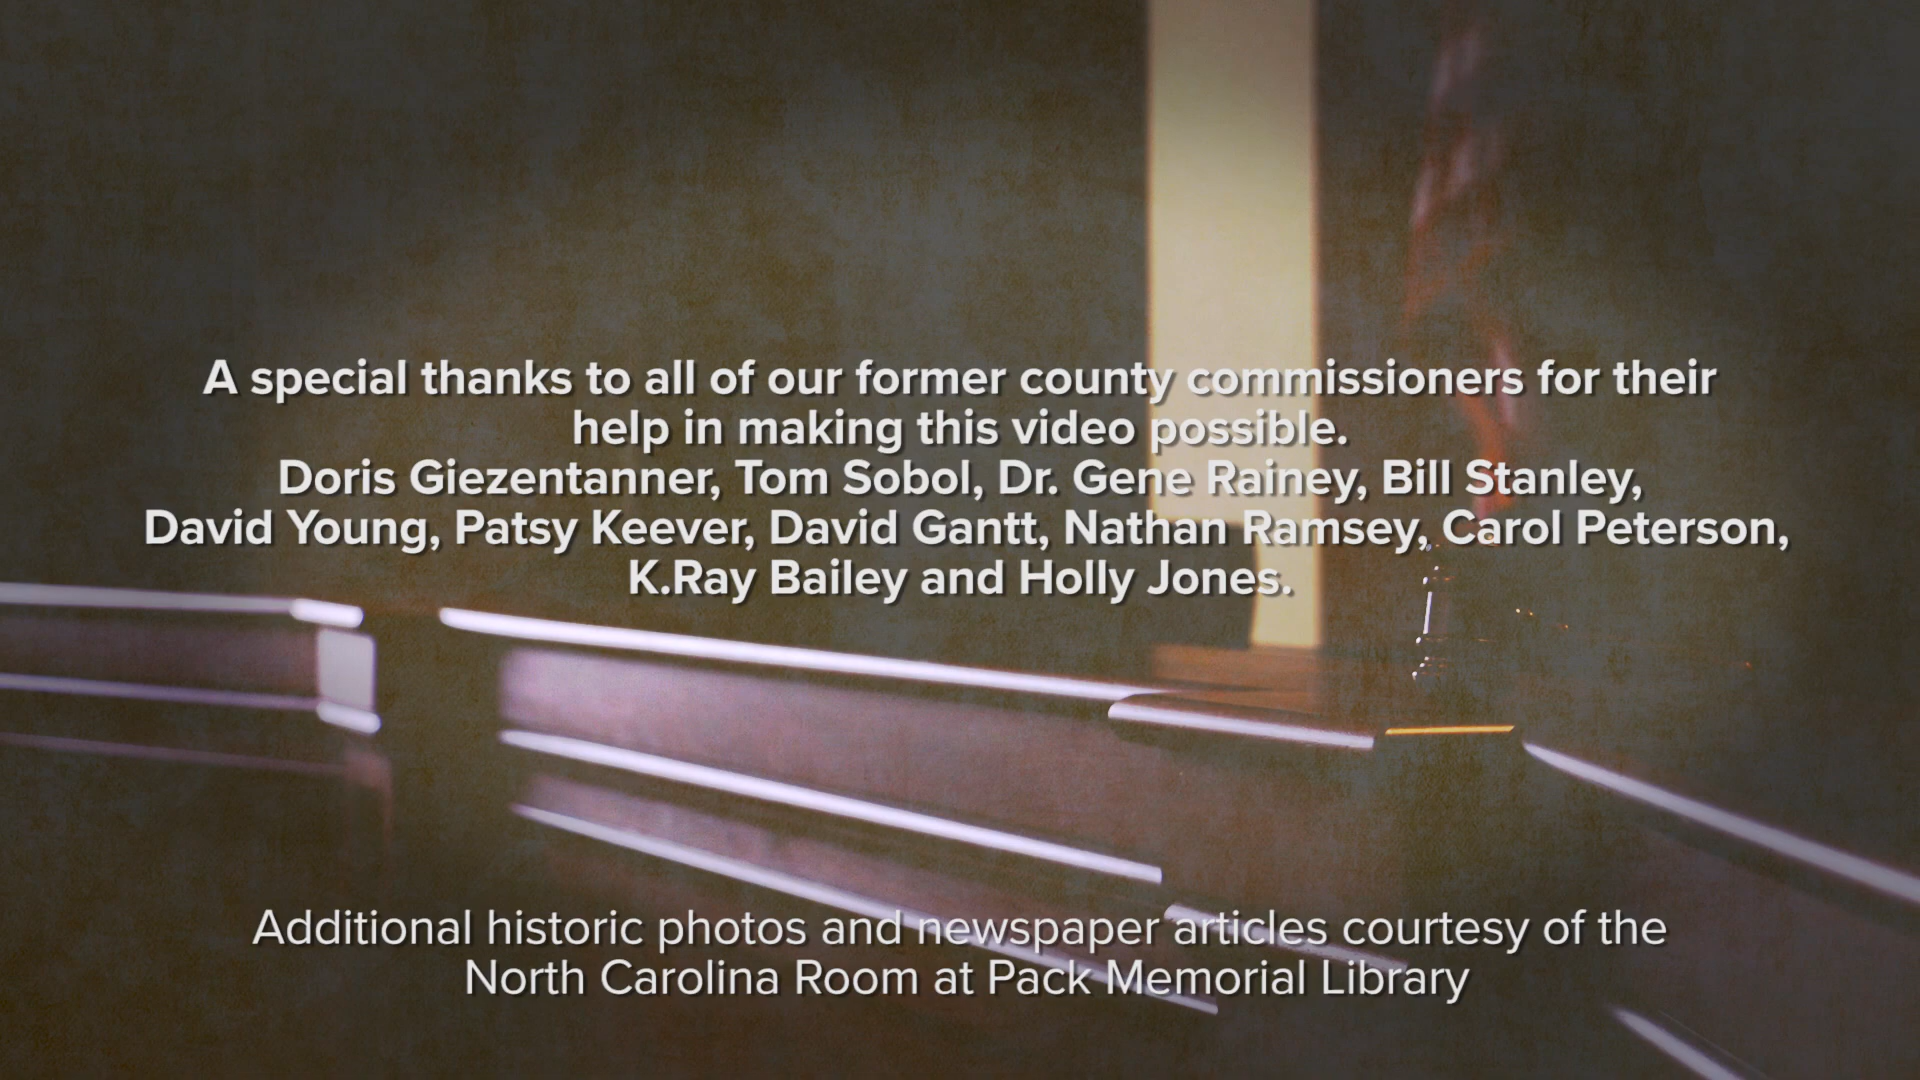 A special thanks to all of our former county commissioners for their
help in making this video possible.
Doris Giezentanner, Tom Sobol, Dr. Gene Rainey, Bill Stanley,
David Young, Patsy Keever, David Gantt, Nathan Ramsey, Carol Peterson,
K.Ray Bailey and Holly Jones.
Additional historic photos and newspaper articles courtesy of the
North Carolina Room at Pack Memorial Library